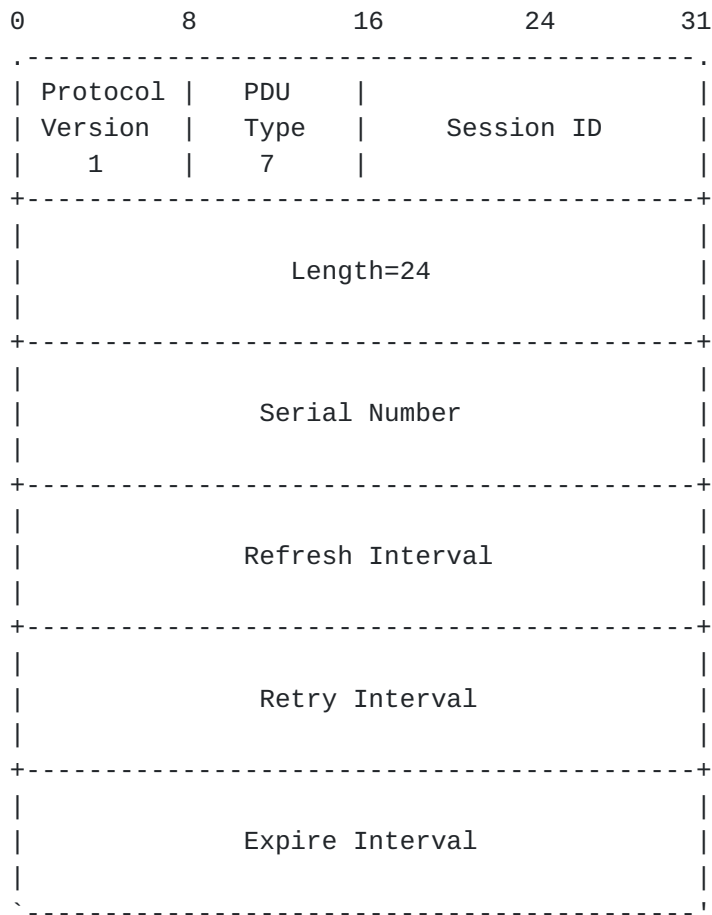 0          8          16         24        31
.-------------------------------------------.
| Protocol |   PDU    |                     |
| Version  |   Type   |     Session ID      |
|    1     |    7     |                     |
+-------------------------------------------+
|                                           |
|                 Length=24                 |
|                                           |
+-------------------------------------------+
|                                           |
|               Serial Number               |
|                                           |
+-------------------------------------------+
|                                           |
|              Refresh Interval             |
|                                           |
+-------------------------------------------+
|                                           |
|               Retry Interval              |
|                                           |
+-------------------------------------------+
|                                           |
|              Expire Interval              |
|                                           |
`-------------------------------------------'